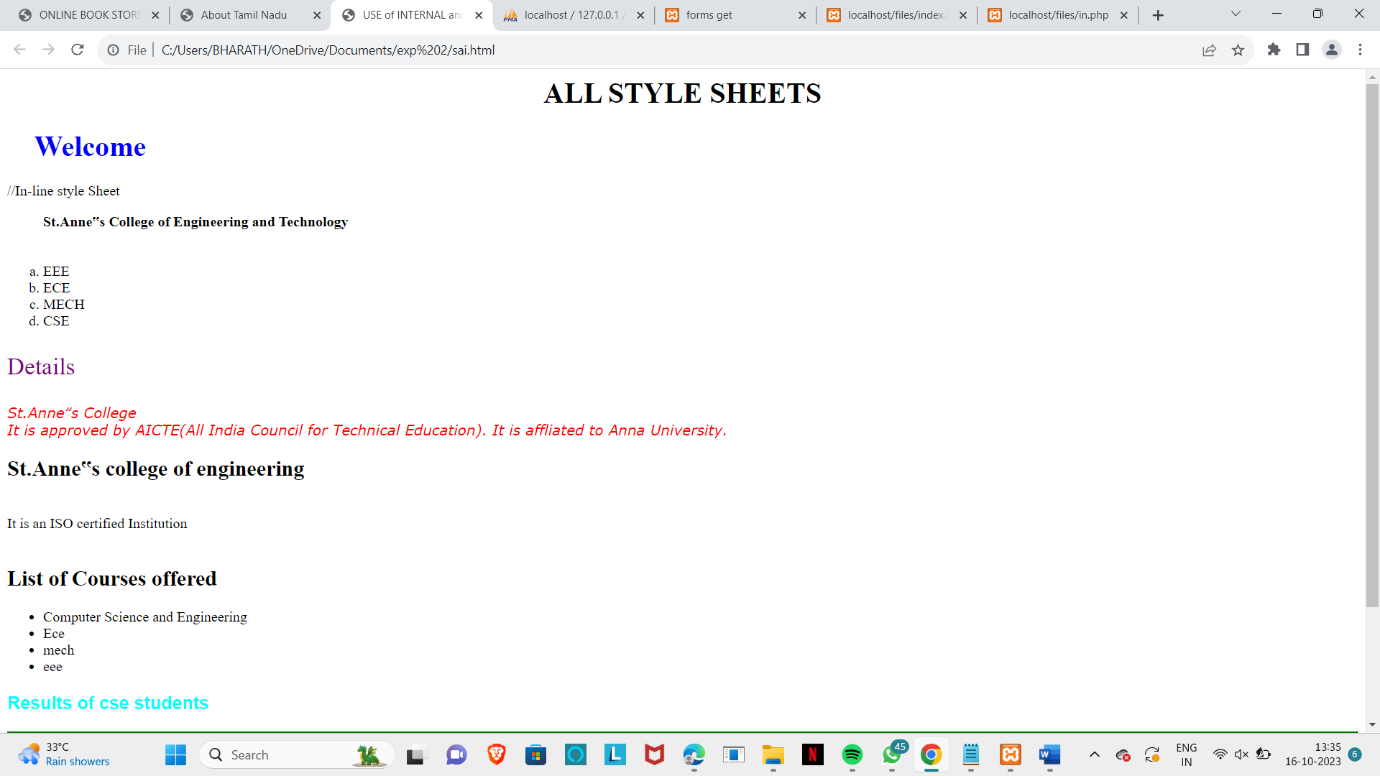 ONLINE BOOK STOR
About Tamil Nadu
USE of INTERNAL an
localhost / 127.0.0.1 /
forms get
localhost/files/index.
localhost/files/in.php
File | C:/Users/BHARATH/OneDrive/Documents/exp%202/sai.html
ALL STYLE SHEETS
Welcome
//In-line style Sheet
St.Anne‟s College of Engineering and Technology
a. EEE
b. ECE
c. MECH
d. CSE
Details
St.Anne‟s College
It is approved by AICTE(All India Council for Technical Education). It is affliated to Anna University.
St.Anne‟s college of engineering
It is an ISO certified Institution
List of Courses offered
• Computer Science and Engineering
• Ece
• mech
• eee
Results of cse students
33°C
Rain showers
Search
45
ENG
IN
13:35
16-10-2023
6